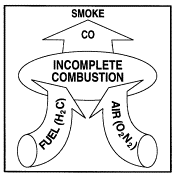 SMOKE
CO
INCOMPLETE
COMBUSTION
FUEL (H₂C)
AIR (O₂N₂)